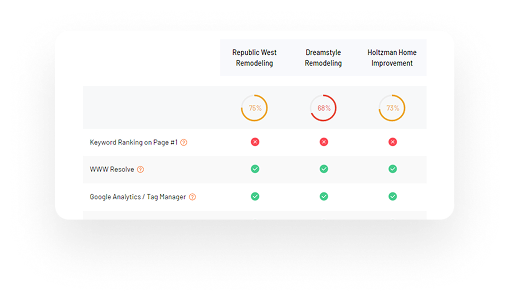 Republic West Dreamstyle Holtzman Home
Remodeling Remodeling Improvement
75% 68% 73%
Keyword Ranking on Page #1 ?
WWW Resolve ?
Google Analytics / Tag Manager ?